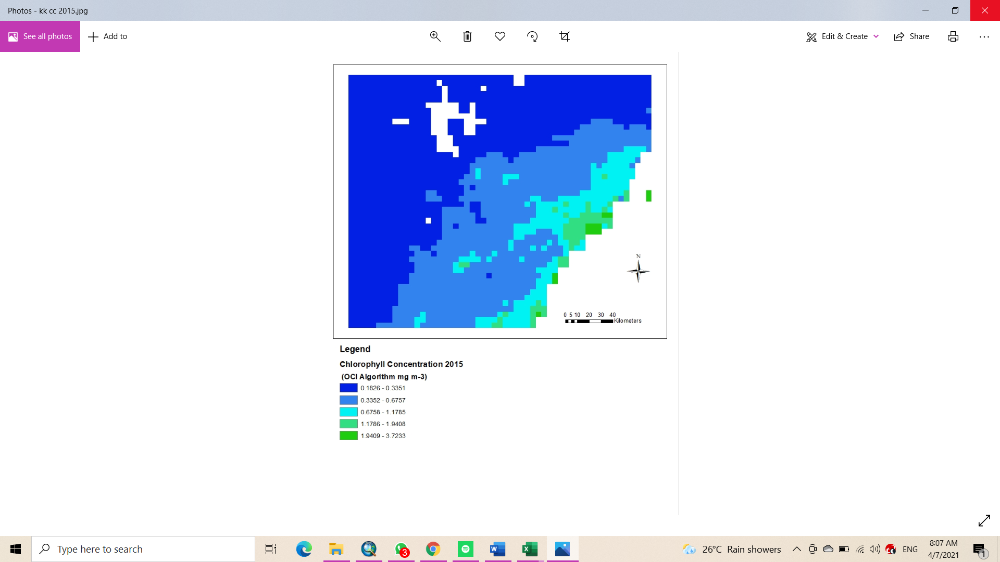 Photos - kk cc 2015.jpg
See all photos
Add to
Edit & Create
Share
N
0 5 10 20 30 40
Kilometers
Legend
Chlorophyll Concentration 2015
(OCI Algorithm mg m-3)
0.1826 - 0.3351
0.3352 - 0.6757
0.6758 - 1.1785
1.1786 - 1.9408
1.9409 - 3.7233
Type here to search
3
W
X
26°C Rain showers
ENG
8:07 AM
4/7/2021
1